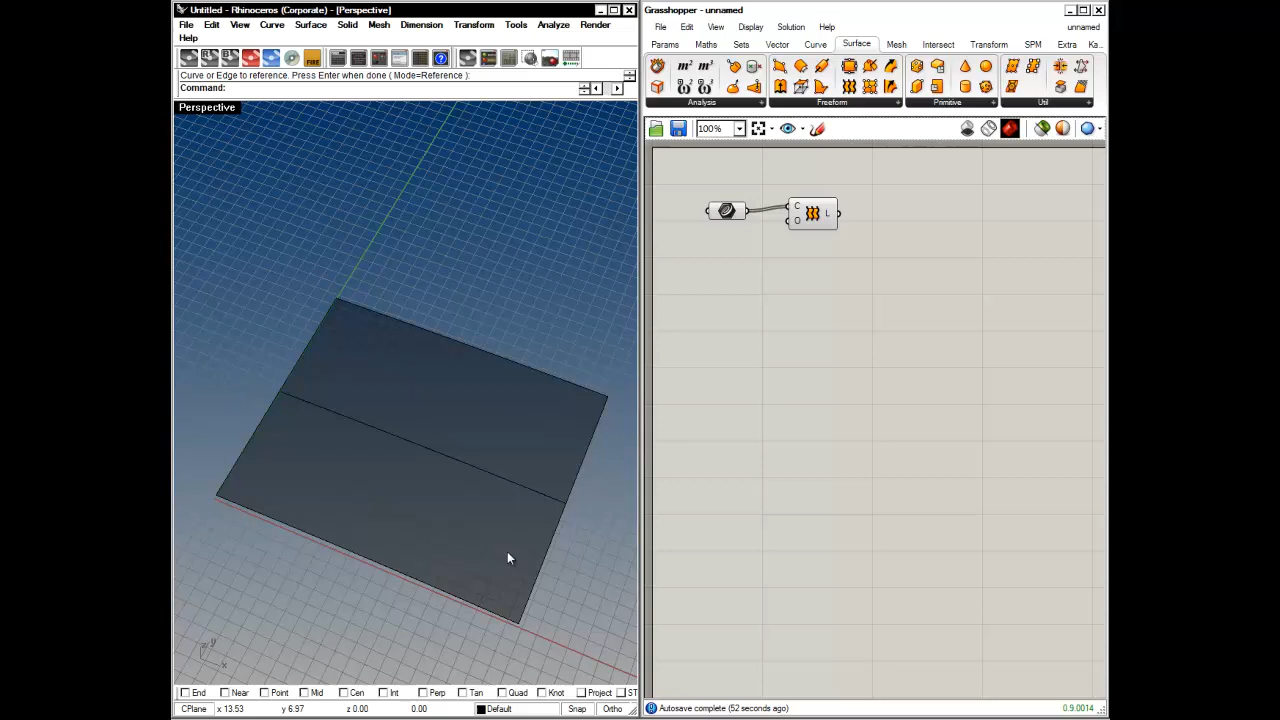 Untitled - Rhinoceros (Corporate) - [Perspective]
File Edit View Curve Surface Solid Mesh Dimension Transform Tools Analyze Render
Help
Curve or Edge to reference. Press Enter when done ( Mode=Reference ):
Command:
Perspective
z y
x
End Near Point Mid Cen Int Perp Tan Quad Knot Project ST
CPlane x 13.53 y 6.97 z 0.00 0.00 Default Snap Ortho
Grasshopper - unnamed
File Edit View Display Solution Help unnamed
Params Maths Sets Vector Curve Surface Mesh Intersect Transform SPM Extra Ka...
m² m³
Analysis Freeform Primitive Util
100%
C L
O
Autosave complete (52 seconds ago) 0.9.0014